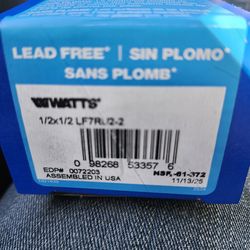 LEAD FREE* | SIN PLOMO*
SANS PLOMB*
WATTS®
1/2x1/2 LF7RU2-2
0 98268 53357 6
EDP# 0072203
ASSEMBLED IN USA
NSF.-61-372
11/13/25